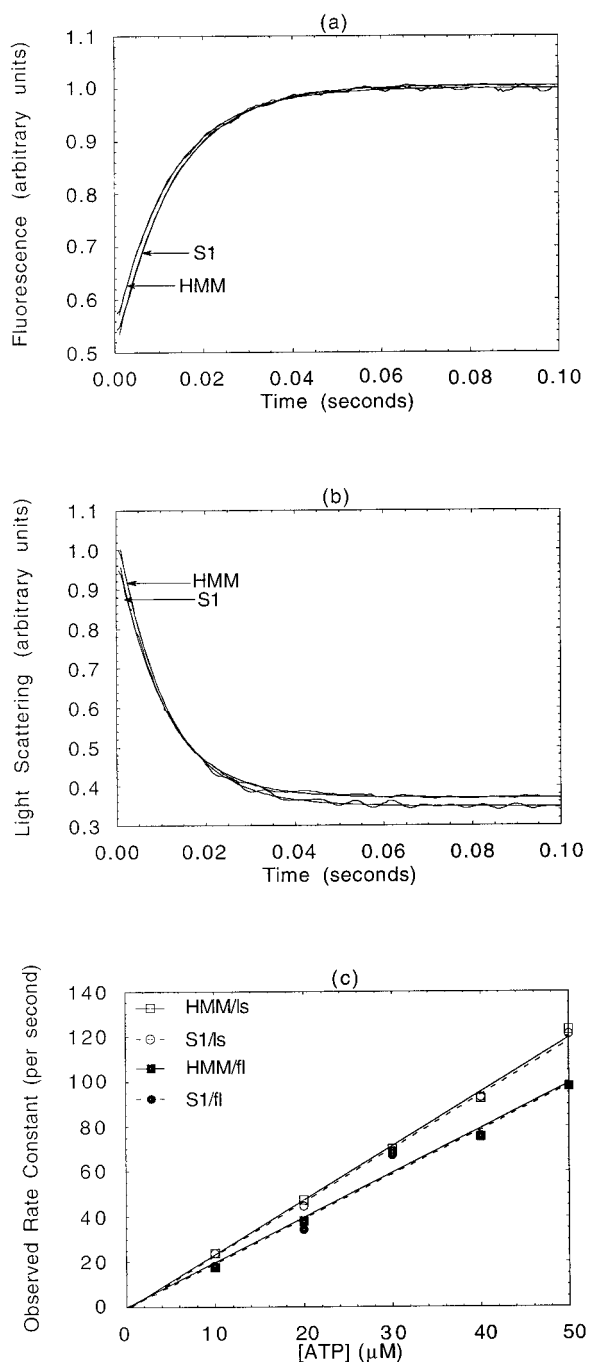 (a)
Fluorescence (arbitrary units)
1.1
1.0
0.9
0.8
0.7
0.6
0.5
S1
HMM
0.00 0.02 0.04 0.06 0.08 0.10
Time (seconds)
(b)
Light Scattering (arbitrary units)
1.1
1.0
0.9
0.8
0.7
0.6
0.5
0.4
0.3
HMM
S1
0.00 0.02 0.04 0.06 0.08 0.10
Time (seconds)
(c)
Observed Rate Constant (per second)
140
120
100
80
60
40
20
0
HMM/ls
S1/ls
HMM/fl
S1/fl
0 10 20 30 40 50
[ATP] (μM)